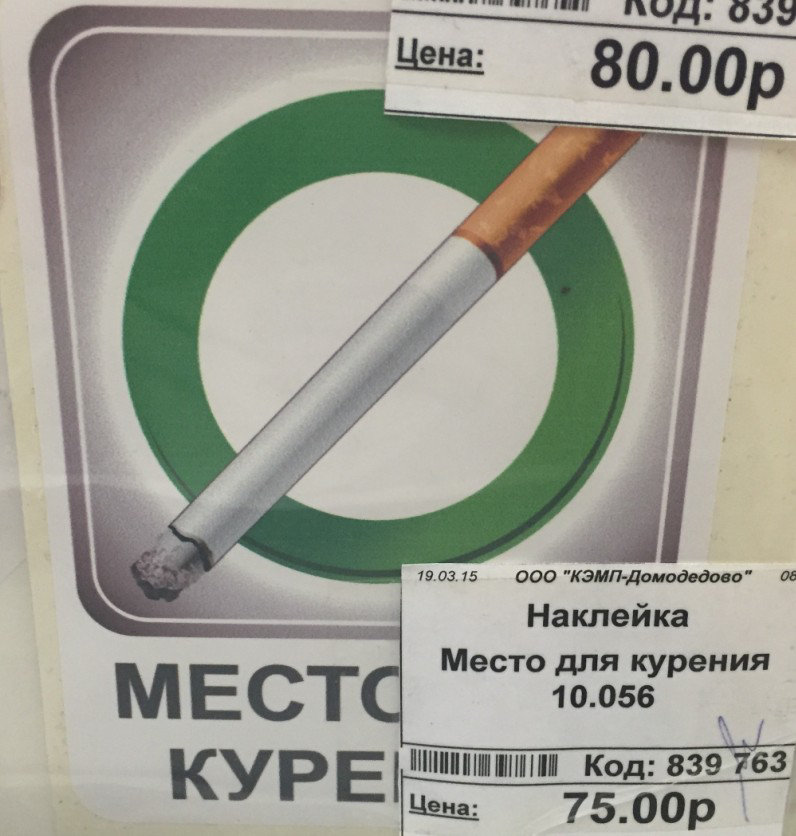 Код: 839
Цена:
80.00р
19.03.15 ООО "КЭМП-Домодедово" 08
Наклейка
Место для курения
10.056
Код: 839 763
Цена: 75.00р
МЕСТО
КУРЕ